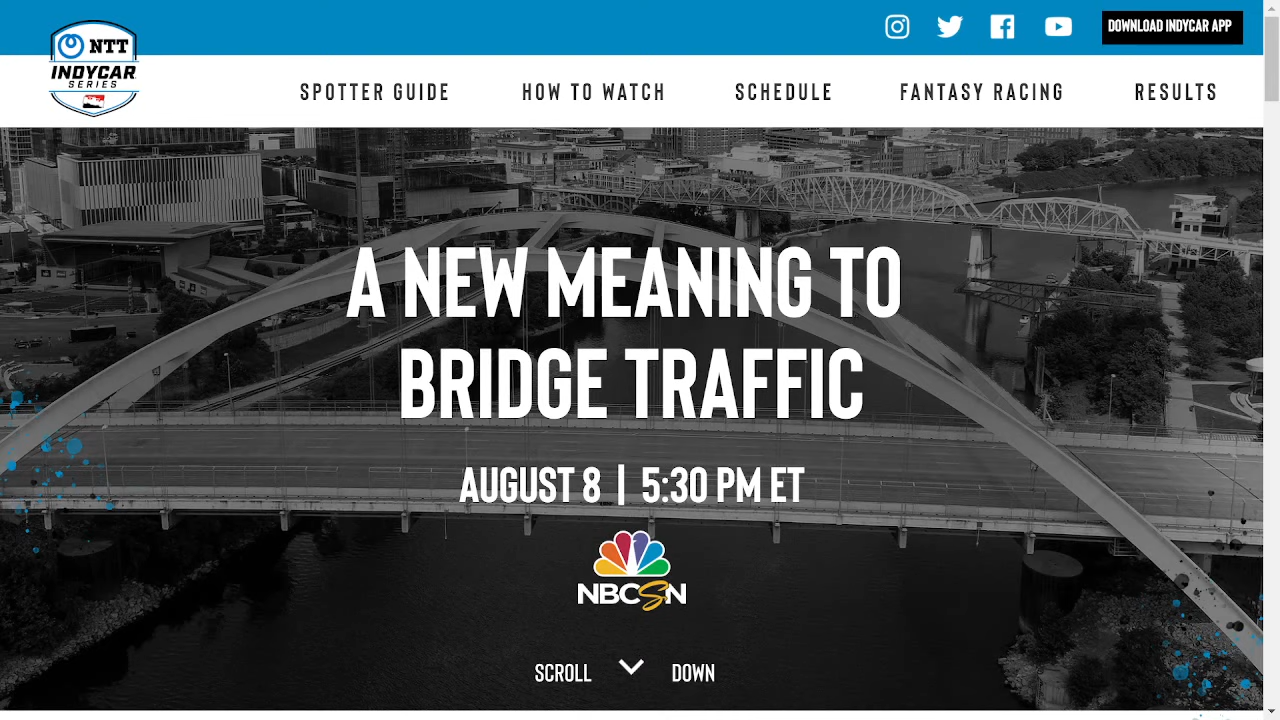 DOWNLOAD INDYCAR APP
NTT
INDYCAR
SERIES
SPOTTER GUIDE
HOW TO WATCH
SCHEDULE
FANTASY RACING
RESULTS
A NEW MEANING TO
BRIDGE TRAFFIC
AUGUST 8 | 5:30 PM ET
NBCSN
SCROLL DOWN